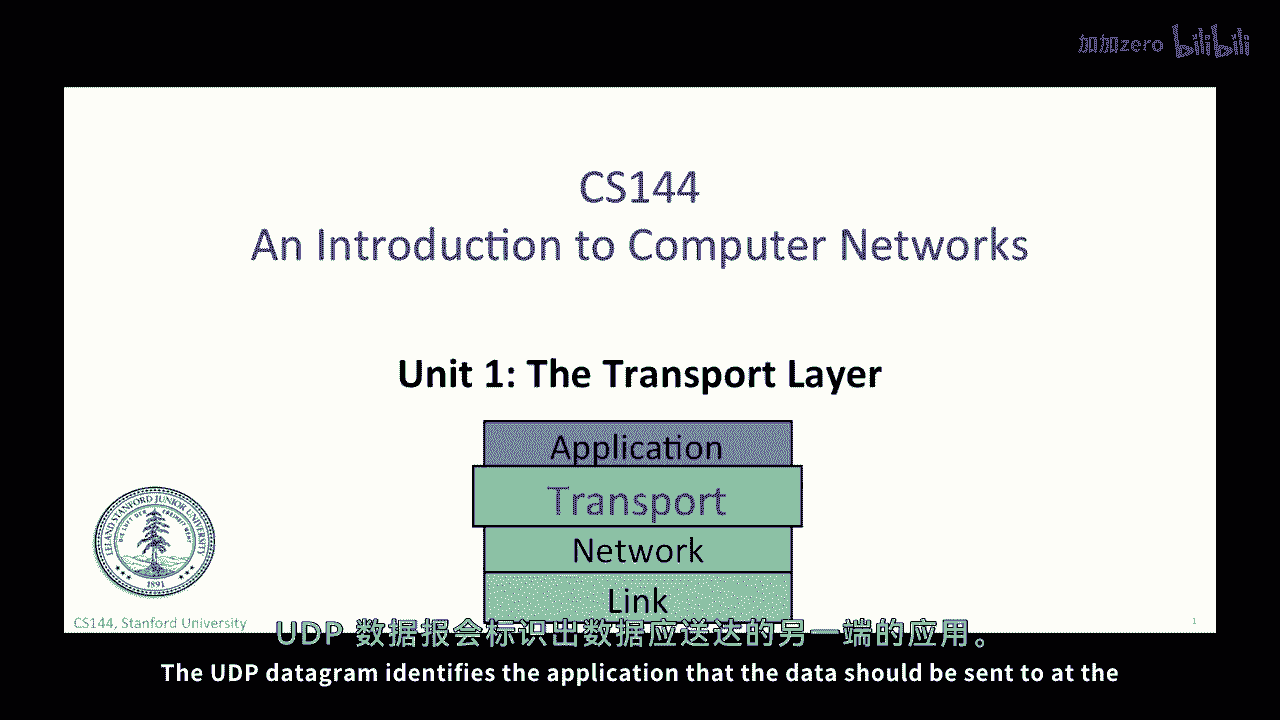 加加zero bilibili
CS144
An Introduction to Computer Networks
Unit 1: The Transport Layer
Application
Transport
Network
Link
LELAND STANFORD JUNIOR UNIVERSITY
1891
CS144, Stanford University
1
UDP 数据报会标识出数据应送达的另一端的应用。
The UDP datagram identifies the application that the data should be sent to at the